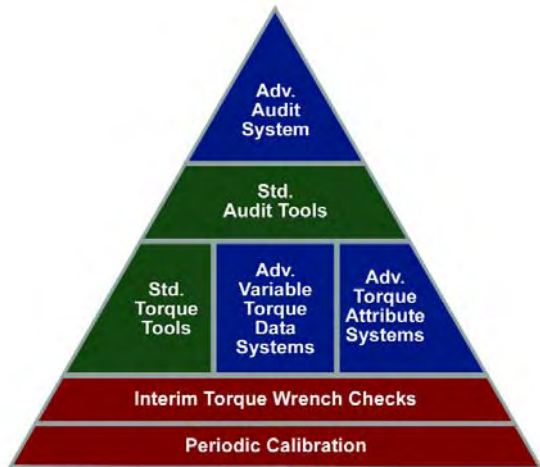 Adv.
Audit
System
Std.
Audit Tools
Std.
Torque
Tools
Adv.
Variable
Torque
Data
Systems
Adv.
Torque
Attribute
Systems
Interim Torque Wrench Checks
Periodic Calibration